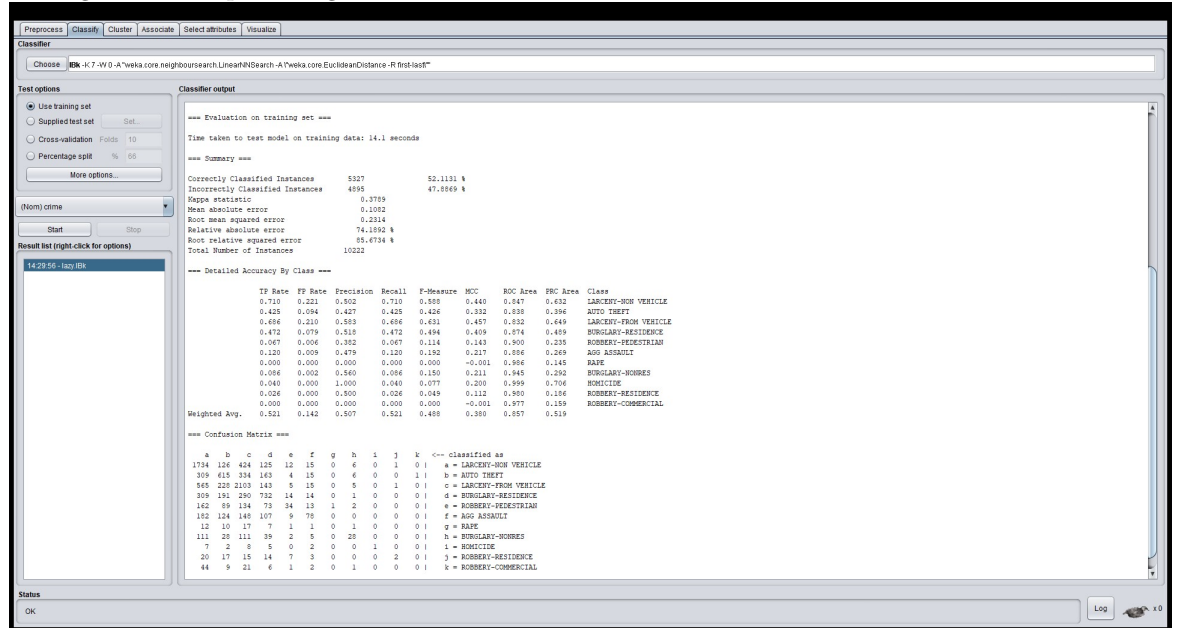 Preprocess Classify Cluster Associate Select attributes Visualize
Classifier
Choose IBk -K 7 -W 0 -A "weka.core.neighboursearch.LinearNNSearch -A \"weka.core.EuclideanDistance -R first-last\""
Test options
Use training set
Supplied test set Set...
Cross-validation Folds 10
Percentage split % 66
More options...
(Nom) crime
Start Stop
Result list (right-click for options)
14:29:56 - lazy.IBk
Classifier output
=== Evaluation on training set ===
Time taken to test model on training data: 14.1 seconds
=== Summary ===
Correctly Classified Instances 5327 52.1131 %
Incorrectly Classified Instances 4895 47.8869 %
Kappa statistic 0.3789
Mean absolute error 0.1082
Root mean squared error 0.2314
Relative absolute error 74.1892 %
Root relative squared error 85.6734 %
Total Number of Instances 10222
=== Detailed Accuracy By Class ===
TP Rate FP Rate Precision Recall F-Measure MCC ROC Area PRC Area Class
0.710 0.221 0.502 0.710 0.588 0.440 0.847 0.632 LARCENY-NON VEHICLE
0.425 0.094 0.427 0.425 0.426 0.332 0.838 0.396 AUTO THEFT
0.686 0.210 0.583 0.686 0.631 0.457 0.832 0.649 LARCENY-FROM VEHICLE
0.472 0.079 0.518 0.472 0.494 0.409 0.874 0.489 BURGLARY-RESIDENCE
0.067 0.006 0.382 0.067 0.114 0.143 0.900 0.235 ROBBERY-PEDESTRIAN
0.120 0.009 0.479 0.120 0.192 0.217 0.886 0.269 AGG ASSAULT
0.000 0.000 0.000 0.000 0.000 -0.001 0.986 0.145 RAPE
0.086 0.002 0.560 0.086 0.150 0.211 0.945 0.292 BURGLARY-NONRES
0.040 0.000 1.000 0.040 0.077 0.200 0.999 0.706 HOMICIDE
0.026 0.000 0.500 0.026 0.049 0.112 0.980 0.186 ROBBERY-RESIDENCE
0.000 0.000 0.000 0.000 0.000 -0.001 0.977 0.159 ROBBERY-COMMERCIAL
Weighted Avg. 0.521 0.142 0.507 0.521 0.488 0.380 0.857 0.519
=== Confusion Matrix ===
a b c d e f g h i j k <-- classified as
1734 126 424 125 12 15 0 6 0 1 0 | a = LARCENY-NON VEHICLE
309 615 334 163 4 15 0 6 0 0 1 | b = AUTO THEFT
565 228 2103 143 5 15 0 5 0 1 0 | c = LARCENY-FROM VEHICLE
309 191 290 732 14 14 0 1 0 0 0 | d = BURGLARY-RESIDENCE
162 89 134 73 34 13 1 2 0 0 0 | e = ROBBERY-PEDESTRIAN
182 124 148 107 9 78 0 0 0 0 0 | f = AGG ASSAULT
12 10 17 7 1 1 0 1 0 0 0 | g = RAPE
111 28 111 39 2 5 0 28 0 0 0 | h = BURGLARY-NONRES
7 2 8 5 0 2 0 0 1 0 0 | i = HOMICIDE
20 17 15 14 7 3 0 0 0 2 0 | j = ROBBERY-RESIDENCE
44 9 21 6 1 2 0 1 0 0 0 | k = ROBBERY-COMMERCIAL
Status
OK
Log x 0